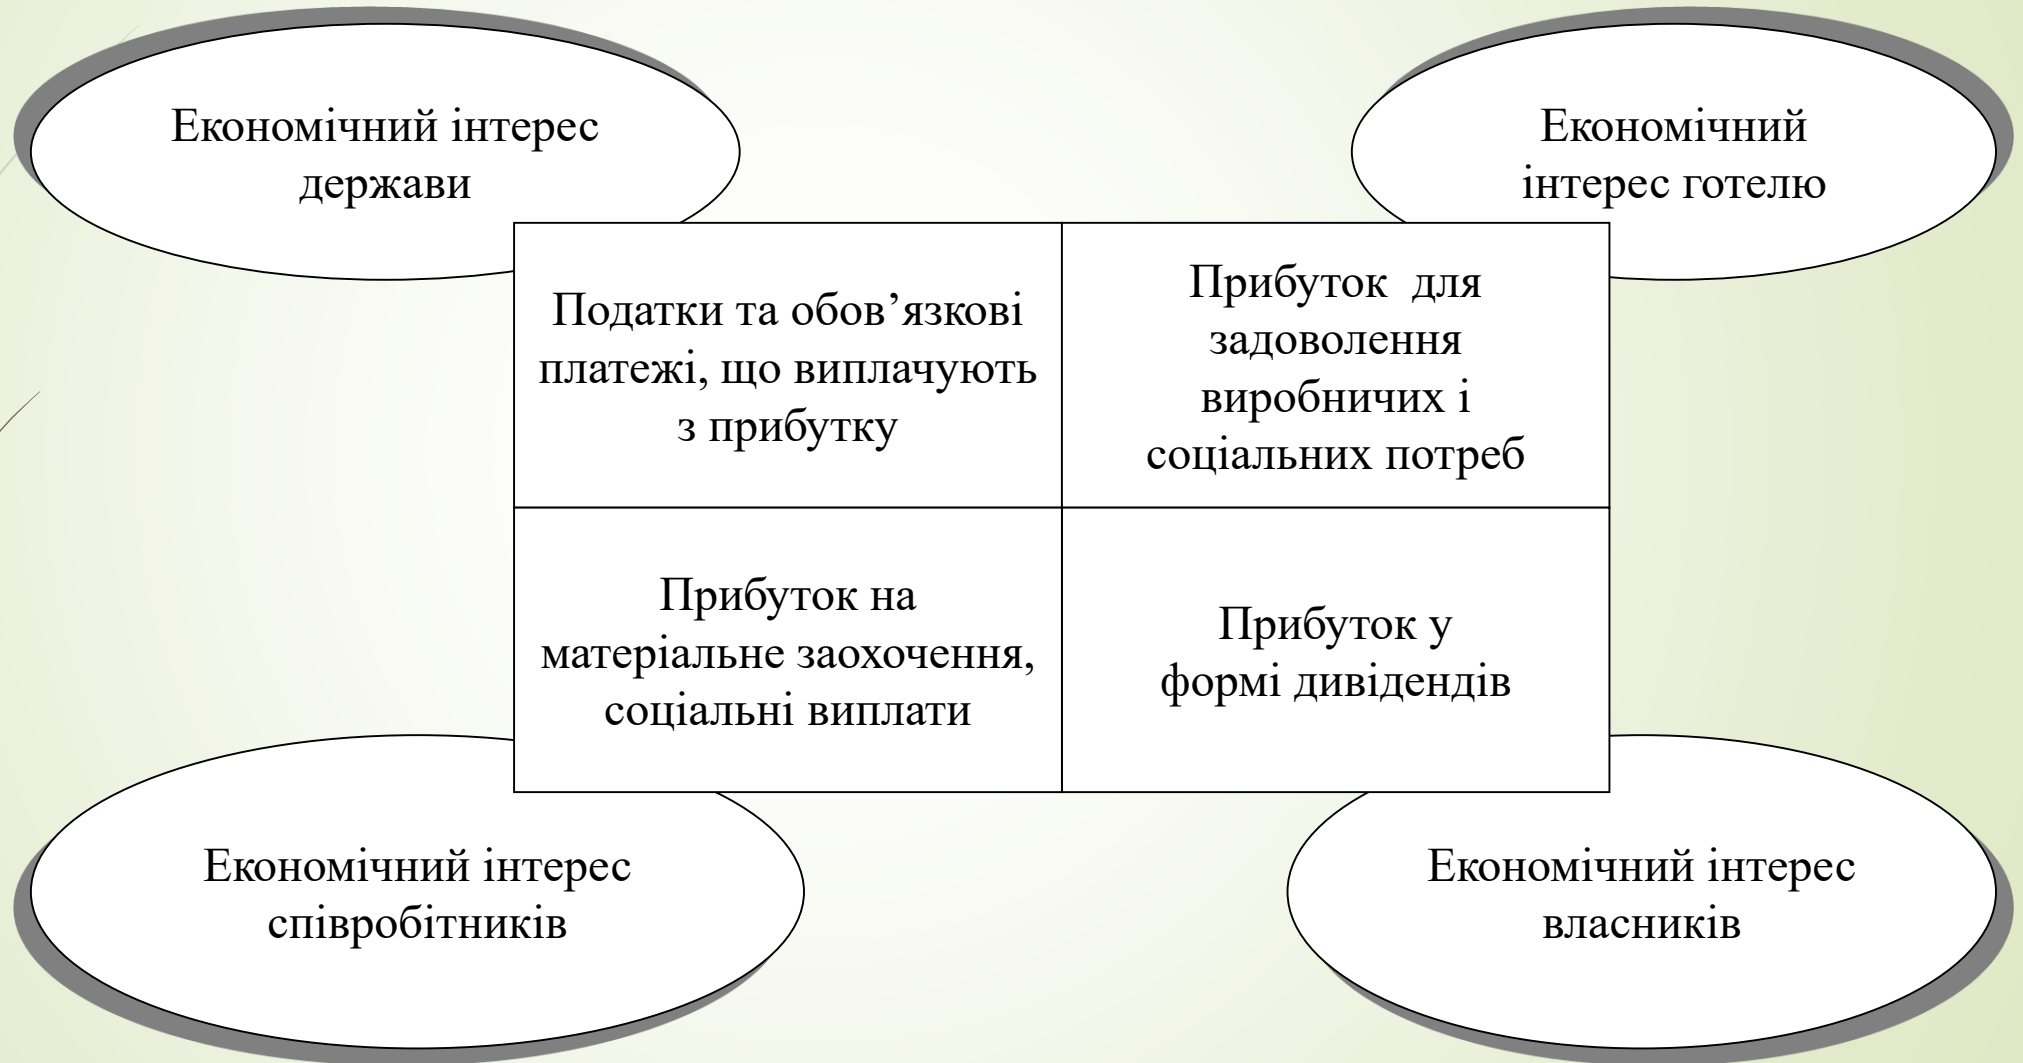 Економічний інтерес
держави
Економічний
інтерес готелю
Податки та обов’язкові
платежі, що виплачують
з прибутку
Прибуток  для
задоволення
виробничих і
соціальних потреб
Прибуток на
матеріальне заохочення,
соціальні виплати
Прибуток у
формі дивідендів
Економічний інтерес
співробітників
Економічний інтерес
власників